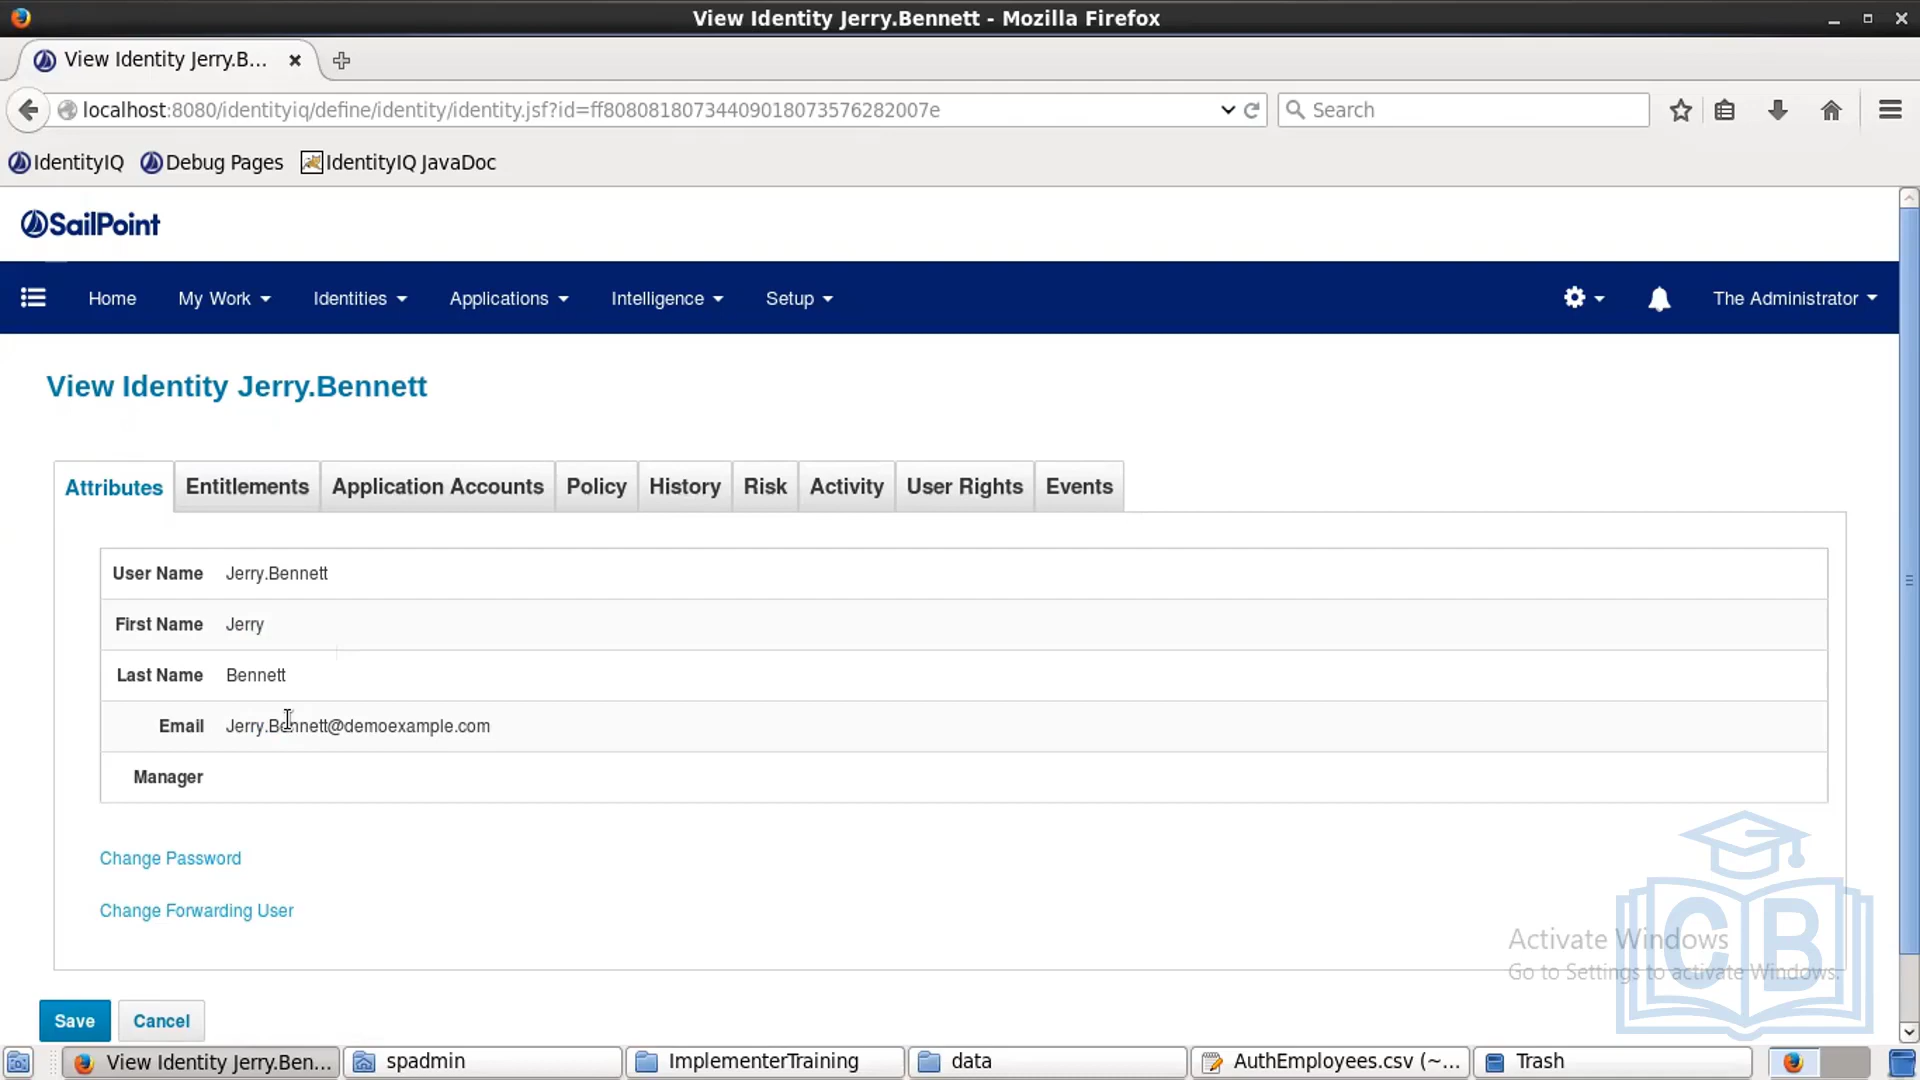 View Identity Jerry.Bennett - Mozilla Firefox
View Identity Jerry.B...
localhost:8080/identityiq/define/identity/identity.jsf?id=ff80808180734409018073576282007e
Search
IdentityIQ Debug Pages IdentityIQ JavaDoc
SailPoint
Home My Work Identities Applications Intelligence Setup The Administrator
View Identity Jerry.Bennett
Attributes Entitlements Application Accounts Policy History Risk Activity User Rights Events
User Name Jerry.Bennett
First Name Jerry
Last Name Bennett
Email Jerry.Bennett@demoexample.com
Manager
Change Password
Change Forwarding User
CB
Activate Windows
Go to Settings to activate Windows.
Save Cancel
View Identity Jerry.Ben... spadmin ImplementerTraining data AuthEmployees.csv (~... Trash